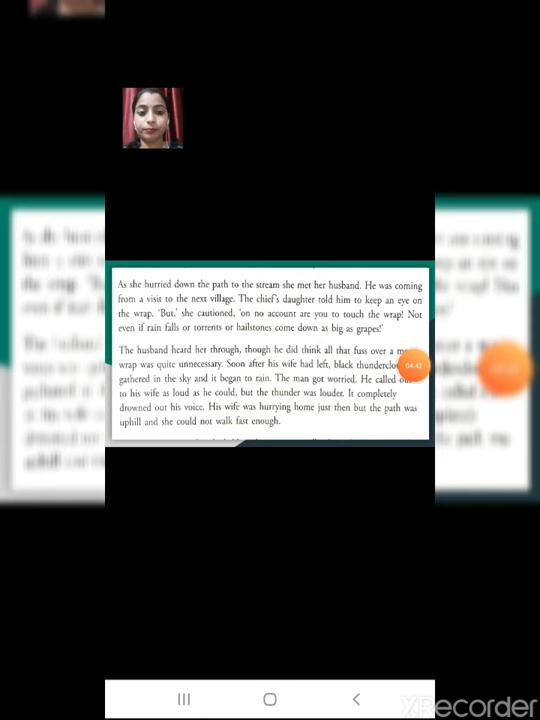 As she hurried down the path to the stream she met her husband. He was coming
from a visit to the next village. The chief's daughter told him to keep an eye on
the wrap. 'But,' she cautioned, 'on no account are you to touch the wrap! Not
even if rain falls or torrents or hailstones come down as big as grapes!'
The husband heard her through, though he did think all that fuss over a
wrap was quite unnecessary. Soon after his wife had left, black
gathered in the sky and it began to rain. The man got worried. He called
to his wife as loud as he could, but the thunder was louder. It completely
drowned out his voice. His wife was hurrying home just then but the path was
uphill and she could not walk fast enough.
04:42
XRecorder